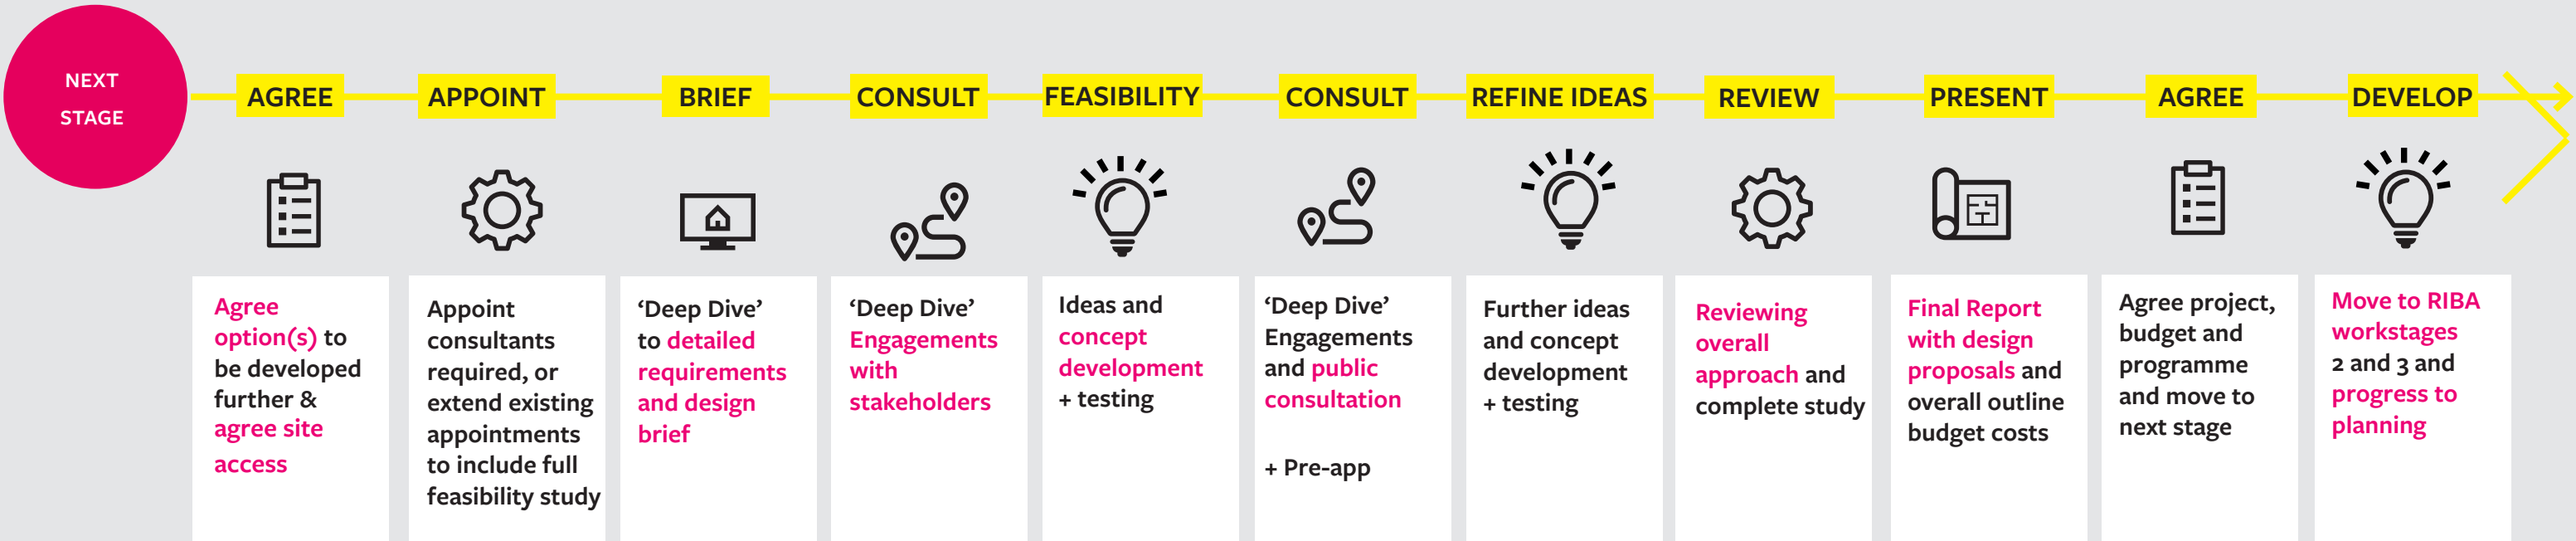 NEXT
STAGE
AGREE
APPOINT
BRIEF
CONSULT
FEASIBILITY
CONSULT
REFINE IDEAS
REVIEW
PRESENT
AGREE
DEVELOP
Agree
option(s) to
be developed
further &
agree site
access
Appoint
consultants
required, or
extend existing
appointments
to include full
feasibility study
‘Deep Dive’
to detailed
requirements
and design
brief
‘Deep Dive’
Engagements
with
stakeholders
Ideas and
concept
development
+ testing
‘Deep Dive’
Engagements
and public
consultation
+ Pre-app
Further ideas
and concept
development
+ testing
Reviewing
overall
approach and
complete study
Final Report
with design
proposals and
overall outline
budget costs
Agree project,
budget and
programme
and move to
next stage
Move to RIBA
workstages
2 and 3 and
progress to
planning